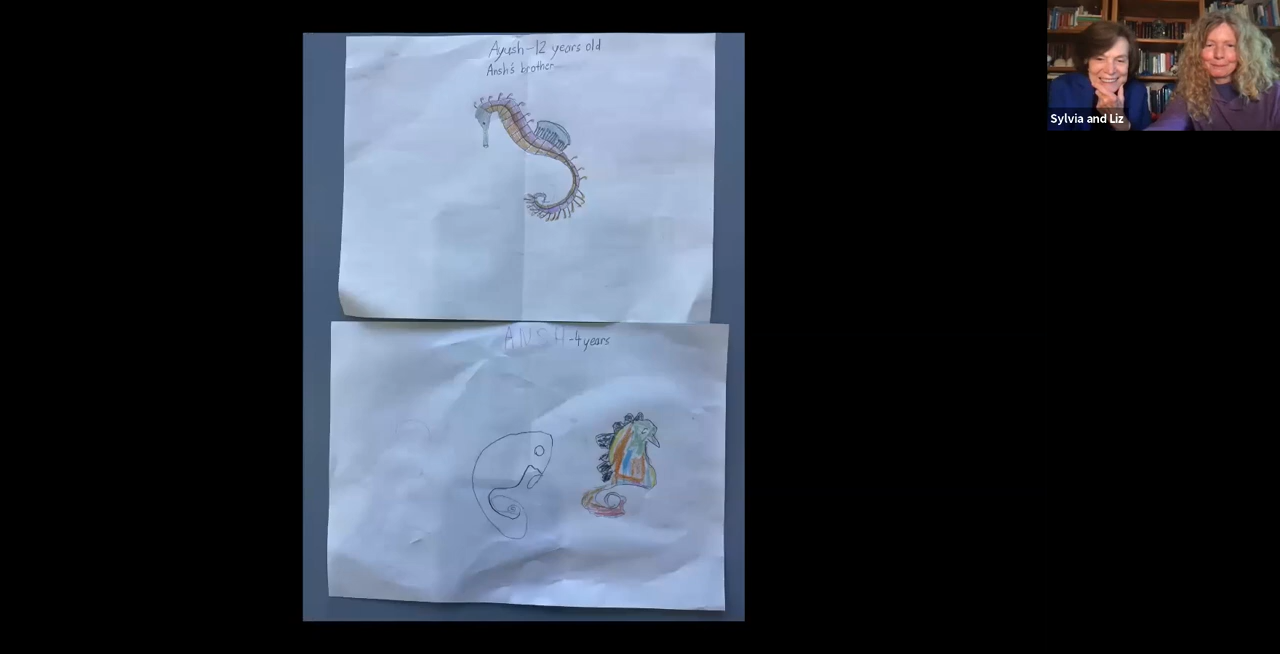 Ayush-12 years old
Ansh's brother
Sylvia and Liz
ANSH-4 years